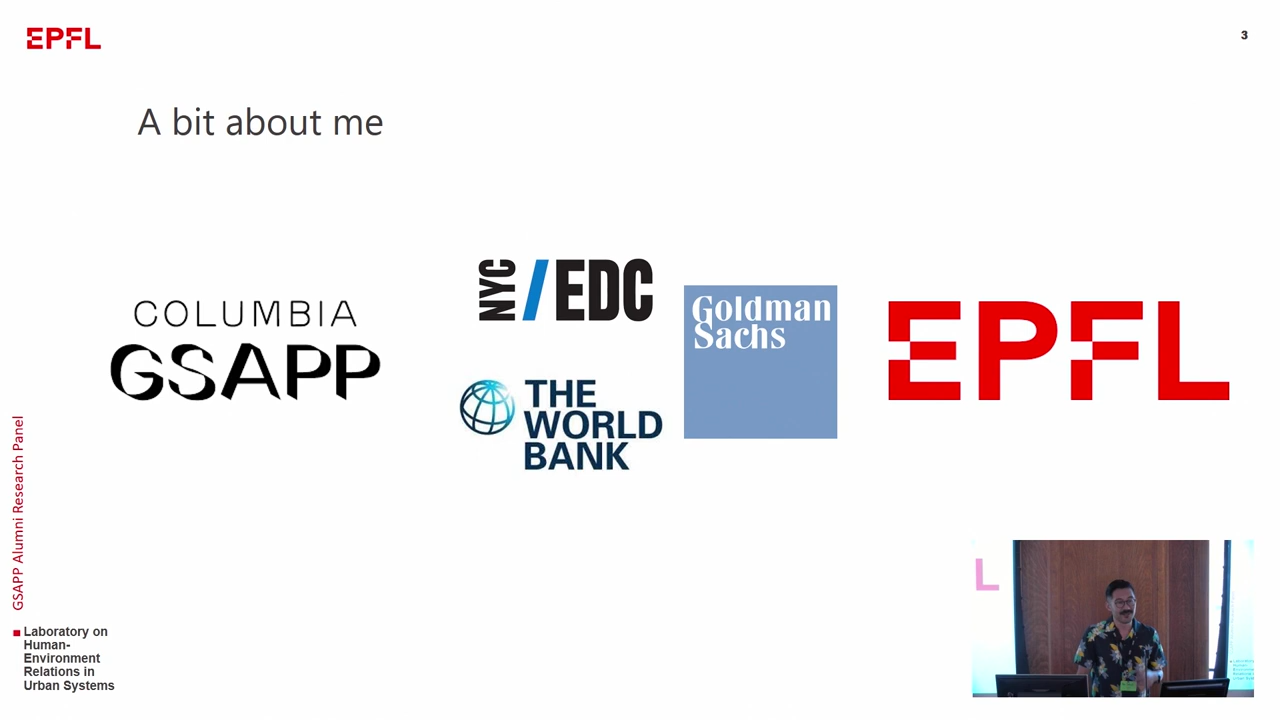 EPFL
3
A bit about me
COLUMBIA
GSAPP
NYC / EDC
THE
WORLD
BANK
Goldman
Sachs
EPFL
GSAPP Alumni Research Panel
Laboratory on
Human-
Environment
Relations in
Urban Systems
L